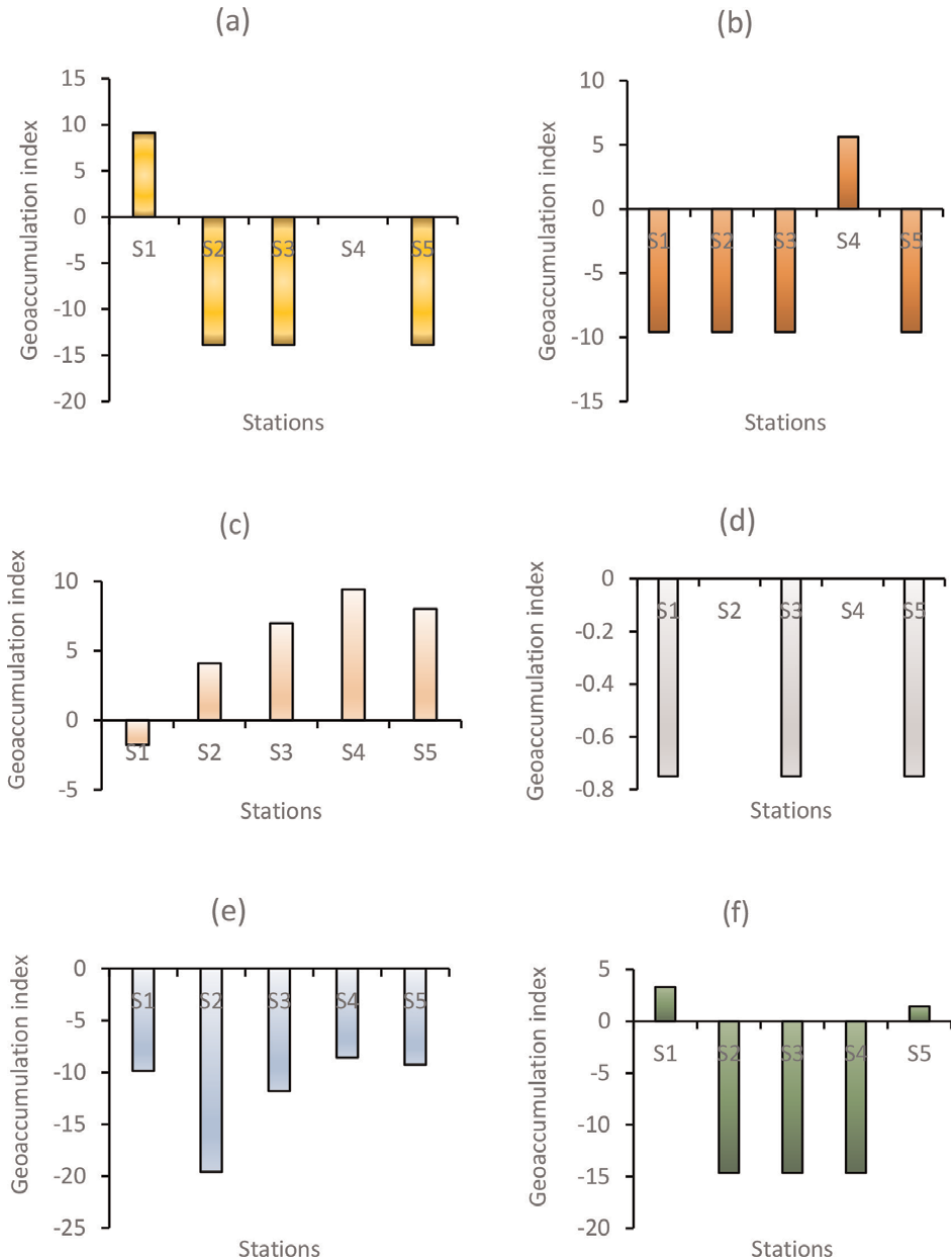 (a)
15
10
5
0
-5
-10
-15
-20
Geoaccumulation index
S1 S2 S3 S4 S5
Stations
(b)
10
5
0
-5
-10
-15
Geoaccumulation index
S1 S2 S3 S4 S5
Stations
(c)
10
5
0
-5
Geoaccumulation index
S1 S2 S3 S4 S5
Stations
(d)
0
-0.2
-0.4
-0.6
-0.8
Geoaccumulation index
S1 S2 S3 S4 S5
Stations
(e)
0
-5
-10
-15
-20
-25
Geoaccumulation index
S1 S2 S3 S4 S5
Stations
(f)
5
0
-5
-10
-15
-20
Geoaccumulation index
S1 S2 S3 S4 S5
Stations